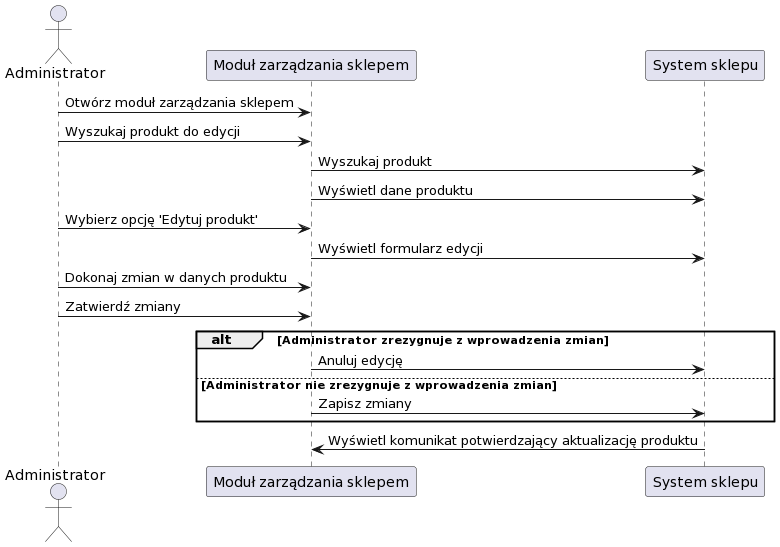 Administrator
Moduł zarządzania sklepem
System sklepu
Otwórz moduł zarządzania sklepem
Wyszukaj produkt do edycji
Wyszukaj produkt
Wyświetl dane produktu
Wybierz opcję 'Edytuj produkt'
Wyświetl formularz edycji
Dokonaj zmian w danych produktu
Zatwierdź zmiany
alt [Administrator zrezygnuje z wprowadzenia zmian]
Anuluj edycję
[Administrator nie zrezygnuje z wprowadzenia zmian]
Zapisz zmiany
Wyświetl komunikat potwierdzający aktualizację produktu
Administrator
Moduł zarządzania sklepem
System sklepu